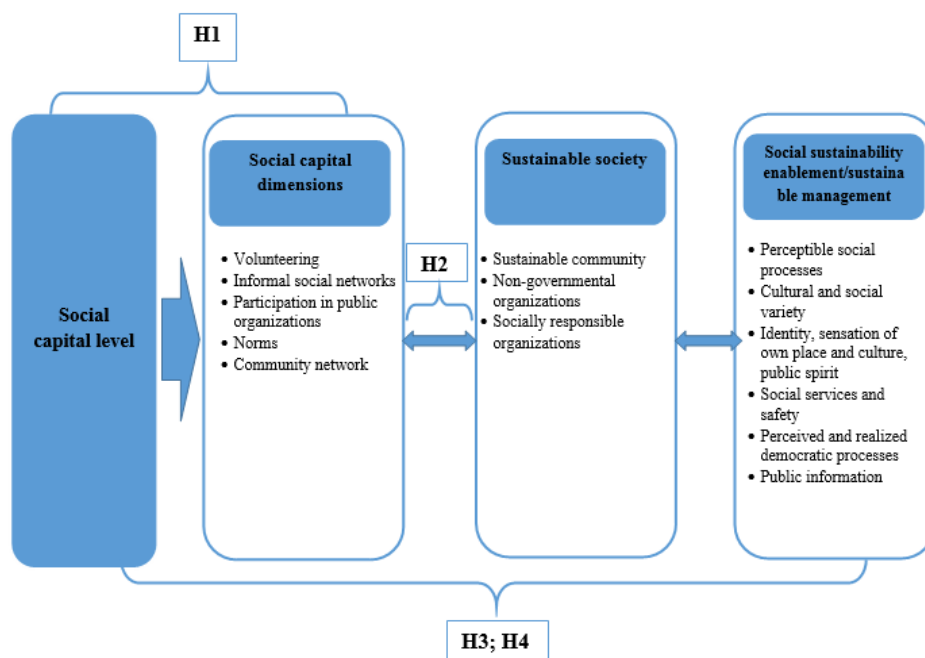 H1
Social
capital level
Social capital
dimensions
• Volunteering
• Informal social networks
• Participation in public
organizations
• Norms
• Community network
H2
Sustainable society
• Sustainable community
• Non-governmental
organizations
• Socially responsible
organizations
Social sustainability
enablement/sustaina
ble management
• Perceptible social
processes
• Cultural and social
variety
• Identity, sensation of
own place and culture,
public spirit
• Social services and
safety
• Perceived and realized
democratic processes
• Public information
H3; H4